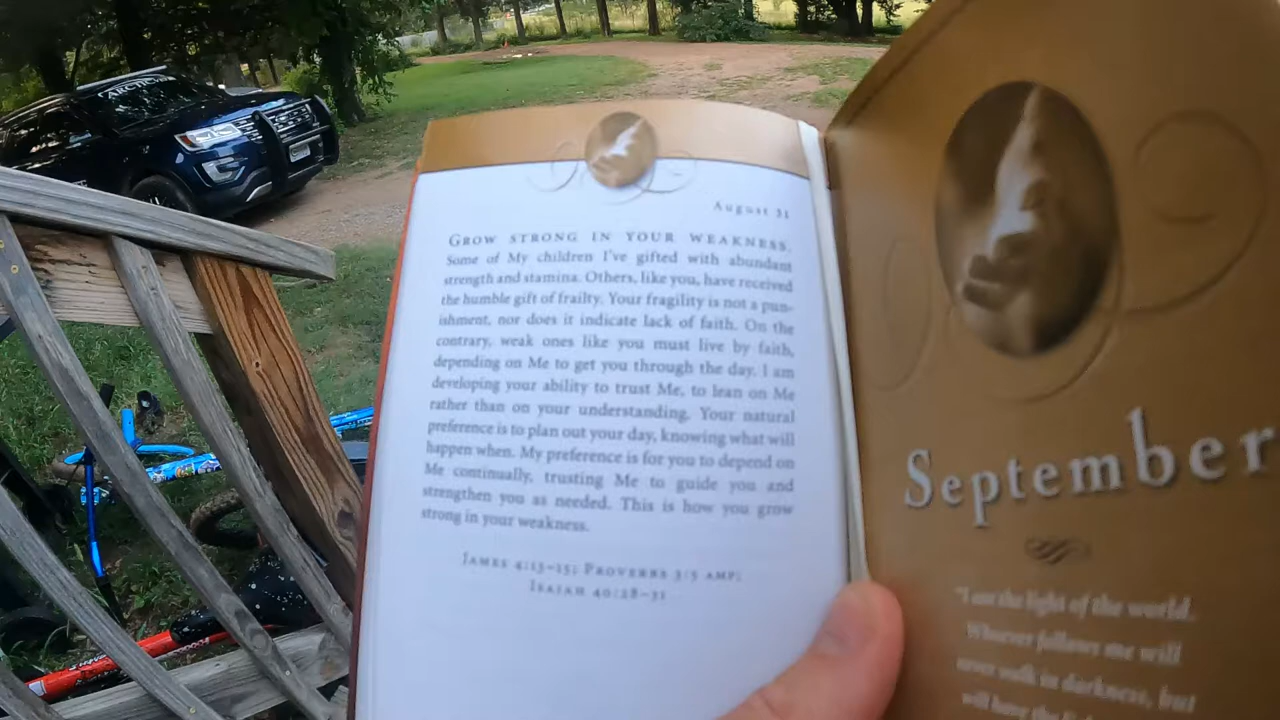 ARCTIC
August 31
GROW STRONG IN YOUR WEAKNESS.
Some of My children I've gifted with abundant
strength and stamina. Others, like you, have received
the humble gift of frailty. Your fragility is not a pun-
ishment, nor does it indicate lack of faith. On the
contrary, weak ones like you must live by faith,
depending on Me to get you through the day. I am
developing your ability to trust Me, to lean on Me
rather than on your understanding. Your natural
preference is to plan out your day, knowing what will
happen when. My preference is for you to depend on
Me continually, trusting Me to guide you and
strengthen you as needed. This is how you grow
strong in your weakness.
JAMES 4:13–15; PROVERBS 3:5 AMP;
ISAIAH 40:28–31
September
"I am the light of the world.
Whoever follows me will
never walk in darkness, but
will have the